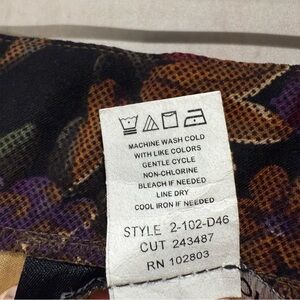 MACHINE WASH COLD
WITH LIKE COLORS
GENTLE CYCLE
NON-CHLORINE
BLEACH IF NEEDED
LINE DRY
COOL IRON IF NEEDED
STYLE 2-102-D46
CUT 243487
RN 102803